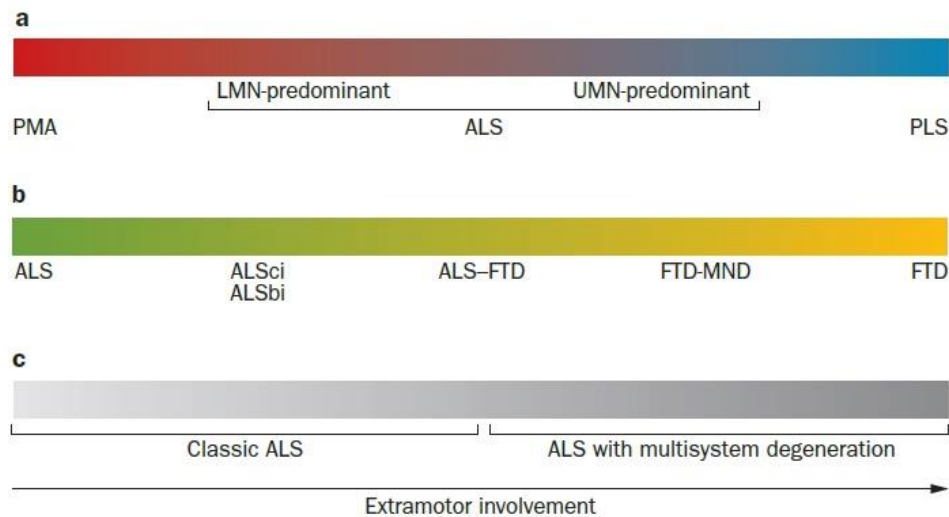 a
LMN-predominant UMN-predominant
PMA ALS PLS
b
ALS ALSci ALS–FTD FTD-MND FTD
ALSbi
c
Classic ALS ALS with multisystem degeneration
Extramotor involvement